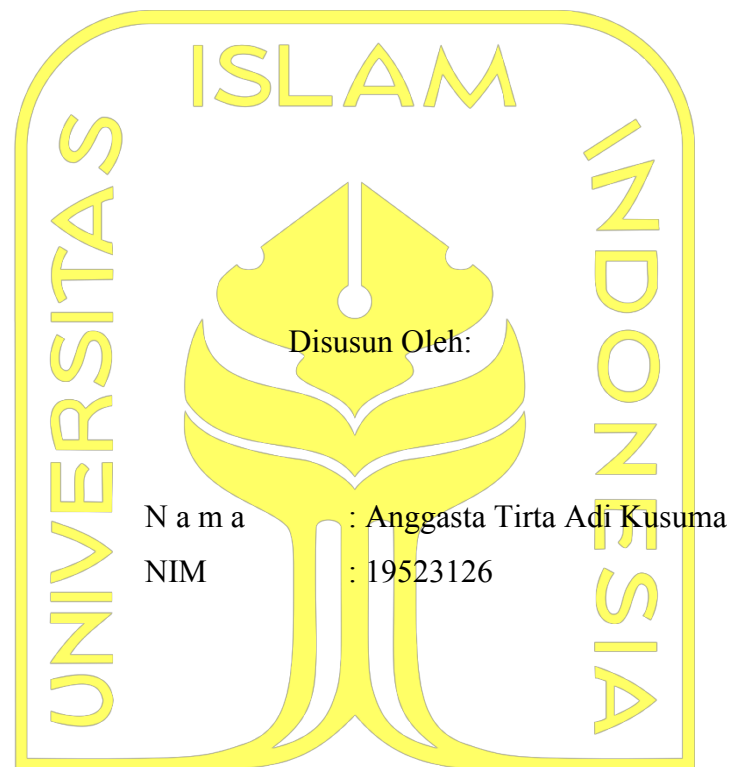 ISLAM
UNIVERSITAS
INDONESIA
Disusun Oleh:
N a m a : Anggasta Tirta Adi Kusuma
NIM : 19523126